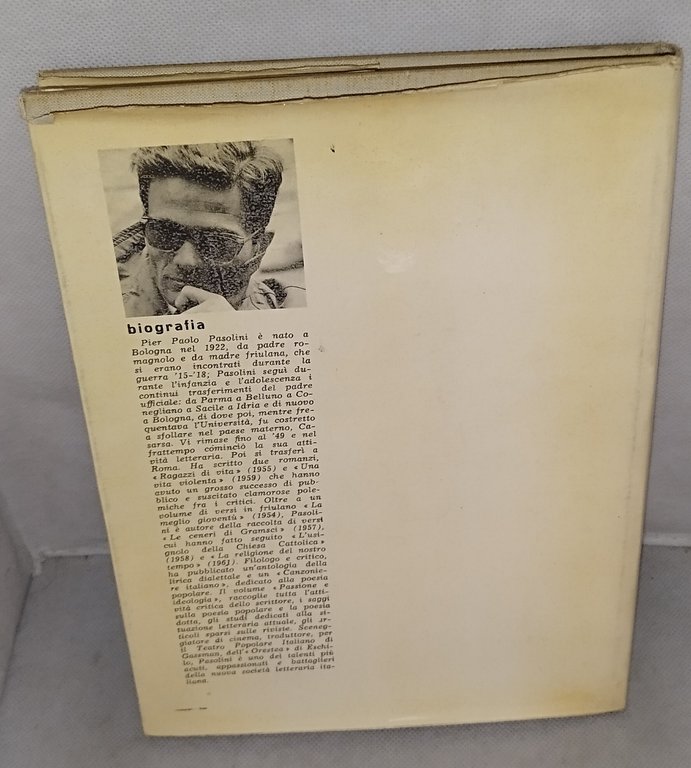 biografia
Pier Paolo Pasolini è nato a
Bologna nel 1922, da padre ro-
magnolo e da madre friulana, che
si erano incontrati durante la
guerra '15-'18; Pasolini seguì du-
rante l'infanzia e l'adolescenza i
continui trasferimenti del padre
ufficiale: da Parma a Belluno a Co-
negliano a Sacile a Idria e di nuovo
a Bologna, di dove poi, mentre fre-
quentava l'Università, fu costretto
a sfollare nel paese materno, Ca-
sarsa. Vi rimase fino al '49 e nel
frattempo cominciò la sua atti-
vità letteraria. Poi si trasferì a
Roma. Ha scritto due romanzi,
«Ragazzi di vita» (1955) e «Una
vita violenta» (1959) che hanno
avuto un grosso successo di pub-
blico e suscitato clamorose pole-
miche fra i critici. Oltre a un
volume di versi in friulano «La
meglio gioventù» (1954), Pasoli-
ni è autore della raccolta di versi
«Le ceneri di Gramsci» (1957),
cui hanno fatto seguito «L'usi-
gnolo della Chiesa Cattolica»
(1958) e «La religione del nostro
tempo» (1961). Filologo e critico,
ha pubblicato un'antologia della
lirica dialettale e un «Canzonie-
re italiano», dedicato alla poesia
popolare. Il volume «Passione e
ideologia», raccoglie tutta l'atti-
vità critica dello scrittore, i saggi
sulla poesia popolare e la poesia
dotta, gli studi dedicati alla si-
tuazione letteraria attuale, gli ar-
ticoli sparsi sulle riviste. Sceneg-
giatore di cinema, traduttore, per
il Teatro Popolare Italiano di
Gassman, dell'«Orestea» di Eschi-
lo, Pasolini è uno dei talenti più
acuti, appassionati e battaglieri
della nuova società letteraria ita-
liana.